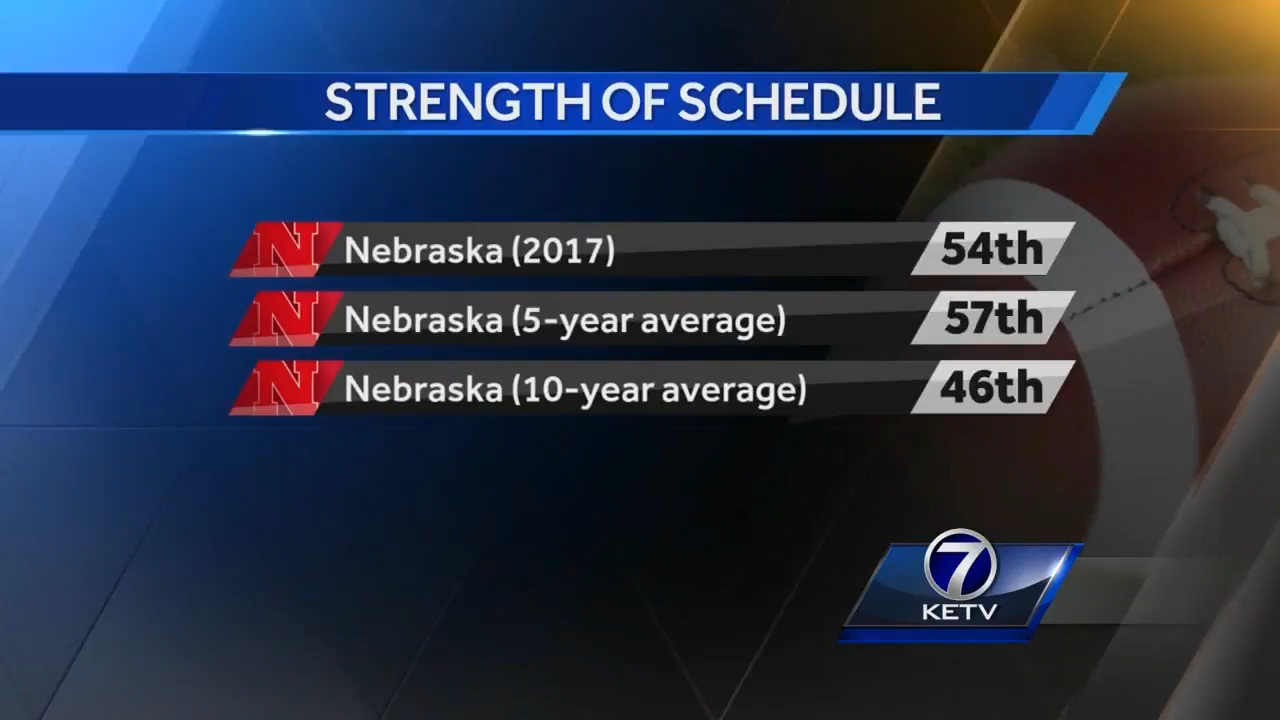 STRENGTH OF SCHEDULE
N Nebraska (2017) 54th
N Nebraska (5-year average) 57th
N Nebraska (10-year average) 46th
7
KETV